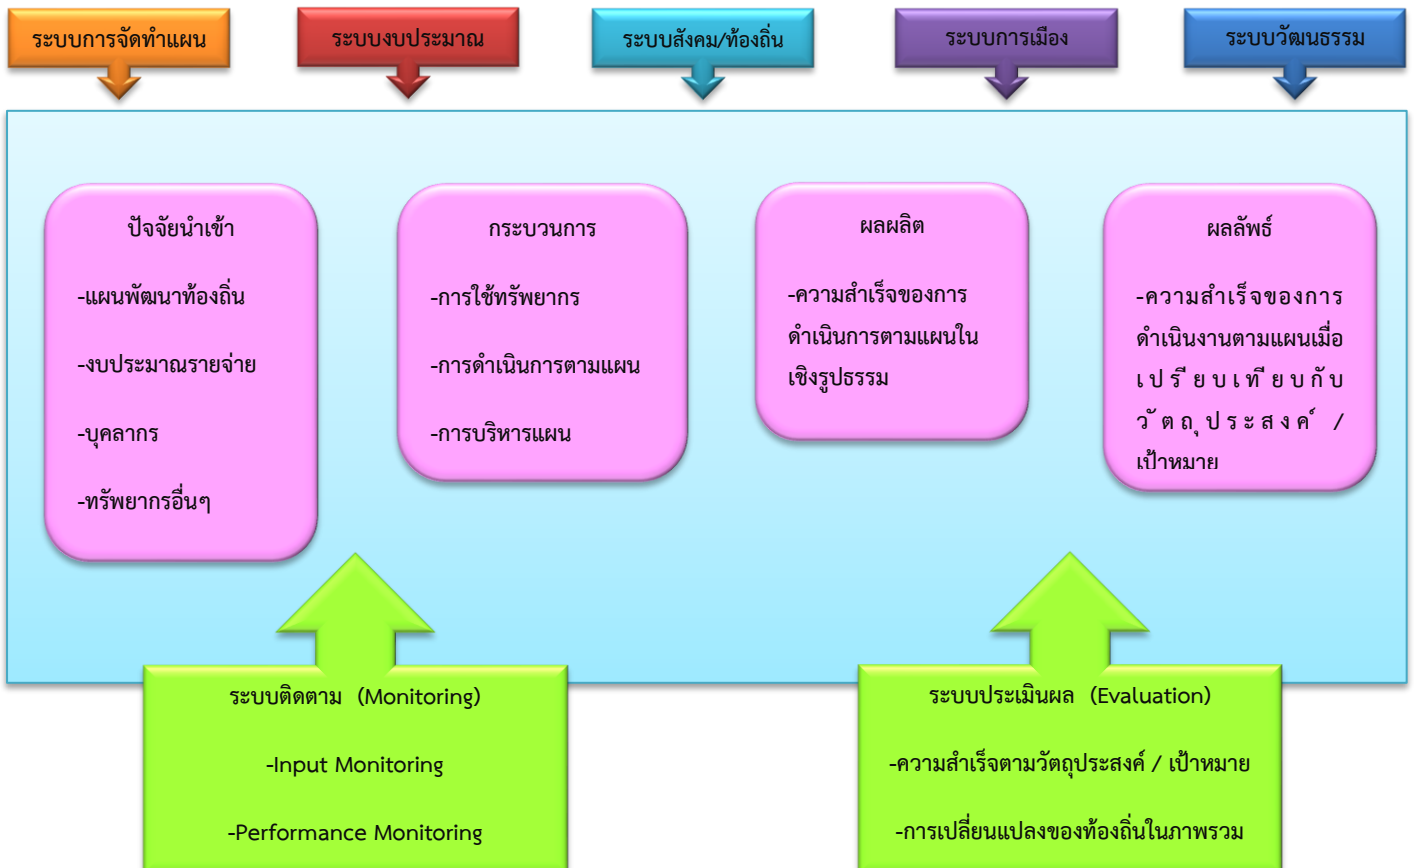 ระบบการจัดทำแผน
ระบบงบประมาณ
ระบบสังคม/ท้องถิ่น
ระบบการเมือง
ระบบวัฒนธรรม
ปัจจัยนำเข้า
-แผนพัฒนาท้องถิ่น
-งบประมาณรายจ่าย
-บุคลากร
-ทรัพยากรอื่นๆ
กระบวนการ
-การใช้ทรัพยากร
-การดำเนินการตามแผน
-การบริหารแผน
ผลผลิต
-ความสำเร็จของการ
ดำเนินการตามแผนใน
เชิงรูปธรรม
ผลลัพธ์
-ความสำเร็จของการ
ดำเนินงานตามแผนเมื่อ
เปรียบเทียบกับ
วัตถุประสงค์ /
เป้าหมาย
ระบบติดตาม (Monitoring)
-Input Monitoring
-Performance Monitoring
ระบบประเมินผล (Evaluation)
-ความสำเร็จตามวัตถุประสงค์ / เป้าหมาย
-การเปลี่ยนแปลงของท้องถิ่นในภาพรวม